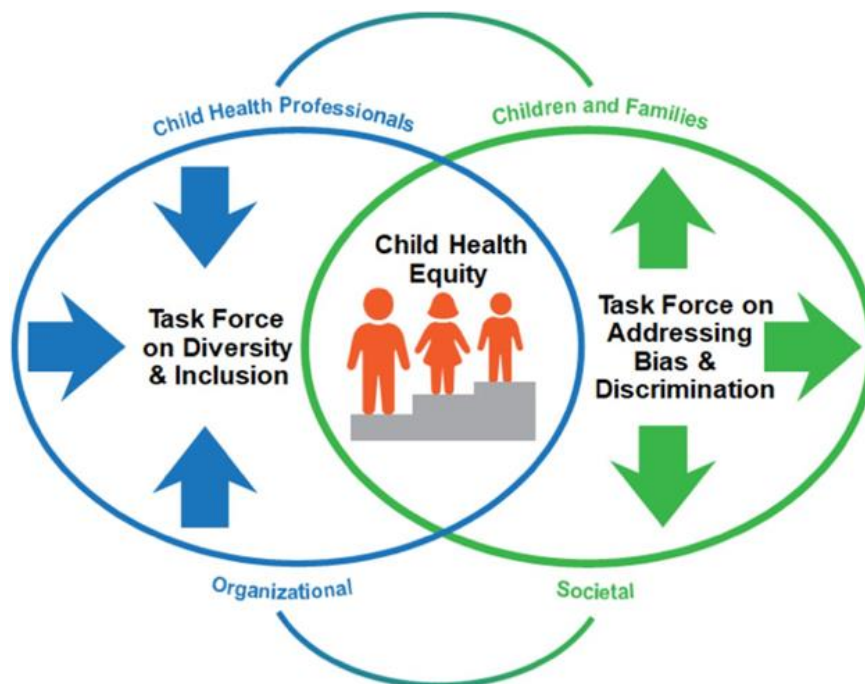 Child Health Professionals
Children and Families
Child Health
Equity
Task Force
on Diversity
& Inclusion
Task Force on
Addressing
Bias &
Discrimination
Organizational
Societal